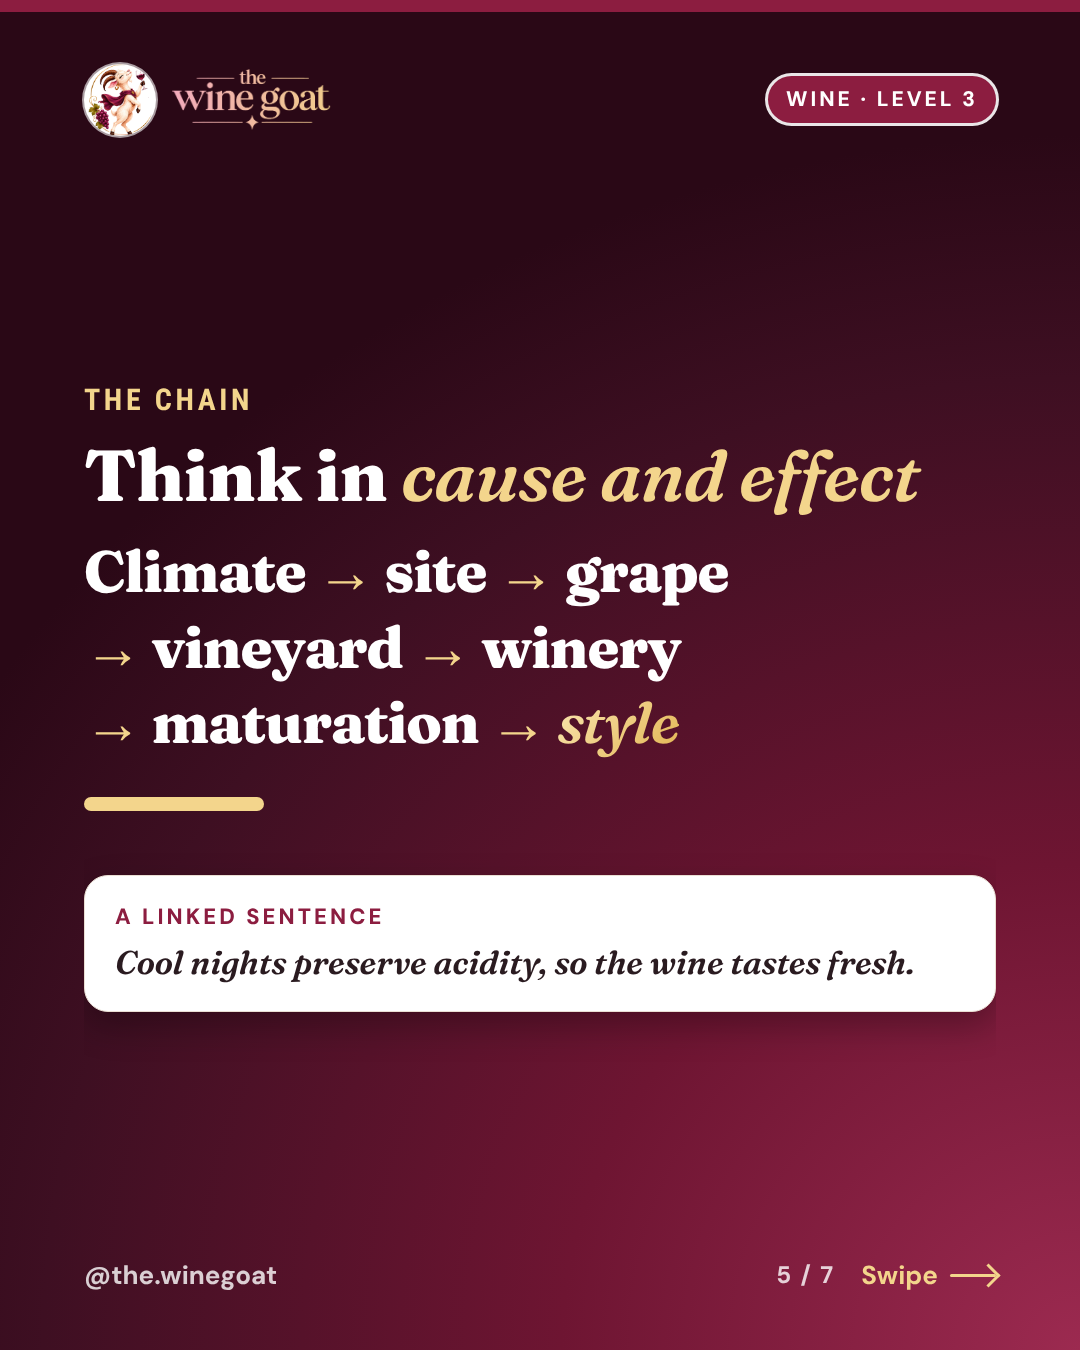 the
wine goat
WINE · LEVEL 3
THE CHAIN
Think in cause and effect
Climate → site → grape
→ vineyard → winery
→ maturation → style
A LINKED SENTENCE
Cool nights preserve acidity, so the wine tastes fresh.
@the.winegoat
5 / 7 Swipe →